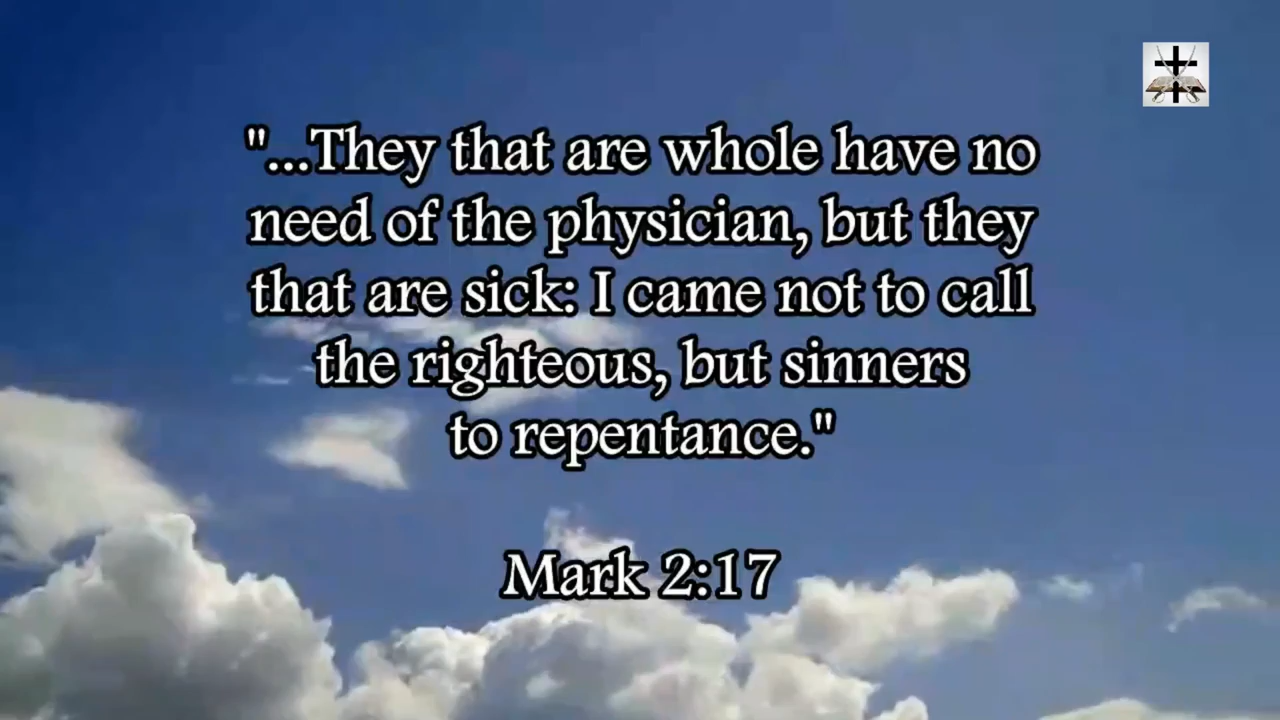 "...They that are whole have no
need of the physician, but they
that are sick: I came not to call
the righteous, but sinners
to repentance."
Mark 2:17